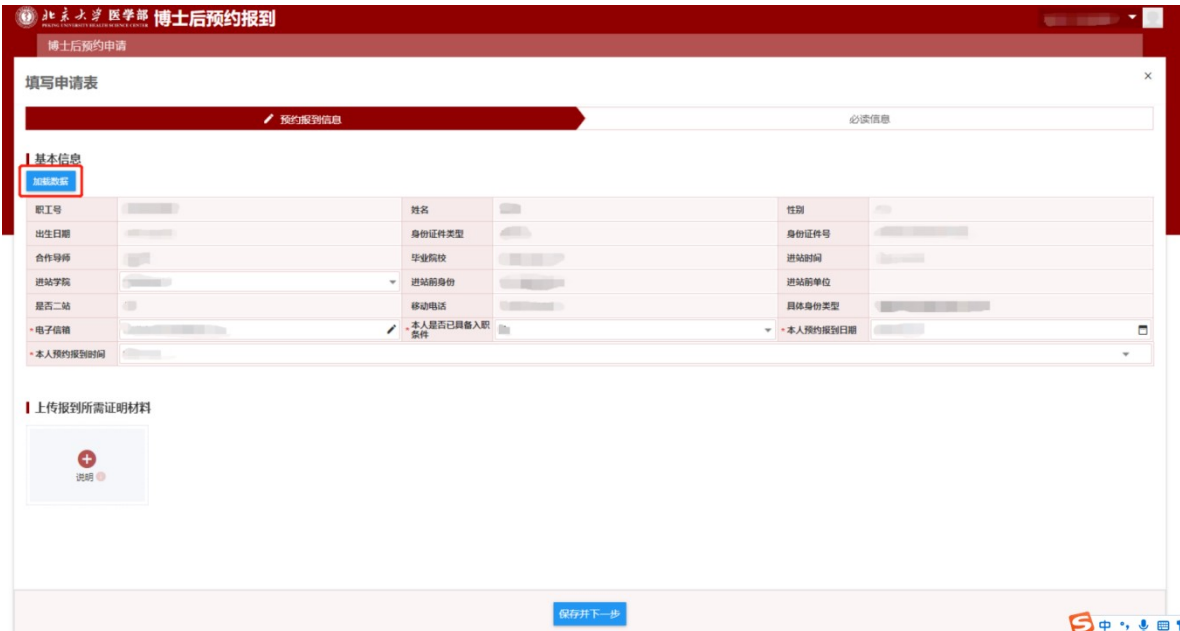 北京大学 医学部 博士后预约报到
PEKING UNIVERSITY HEALTH SCIENCE CENTER
博士后预约申请
填写申请表 ×
预约报到信息 必读信息
基本信息
加载数据
职工号 姓名 性别
出生日期 身份证件类型 身份证件号
合作导师 毕业院校 进站时间
进站学院 进站前身份 进站前单位
是否二站 移动电话 具体身份类型
*电子信箱 *本人是否已具备入职条件 *本人预约报到日期
*本人预约报到时间
上传报到所需证明材料
说明
保存并下一步
中